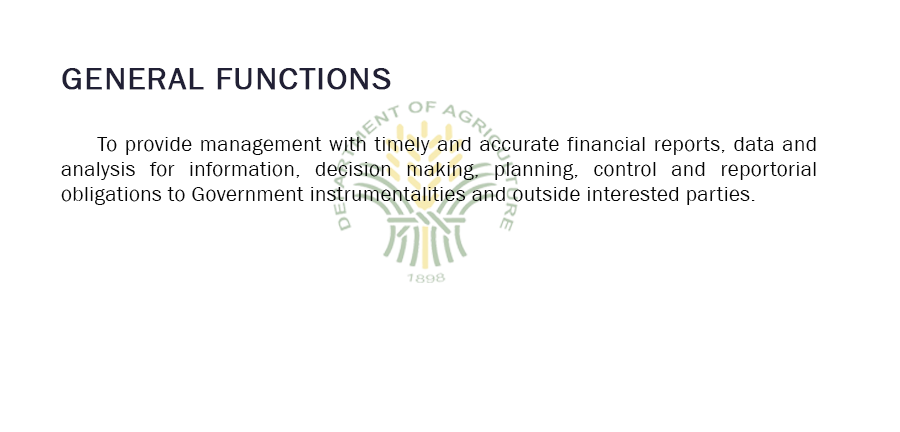 GENERAL FUNCTIONS
To provide management with timely and accurate financial reports, data and
analysis for information, decision making, planning, control and reportorial
obligations to Government instrumentalities and outside interested parties.
DEPARTMENT OF AGRICULTURE
1898